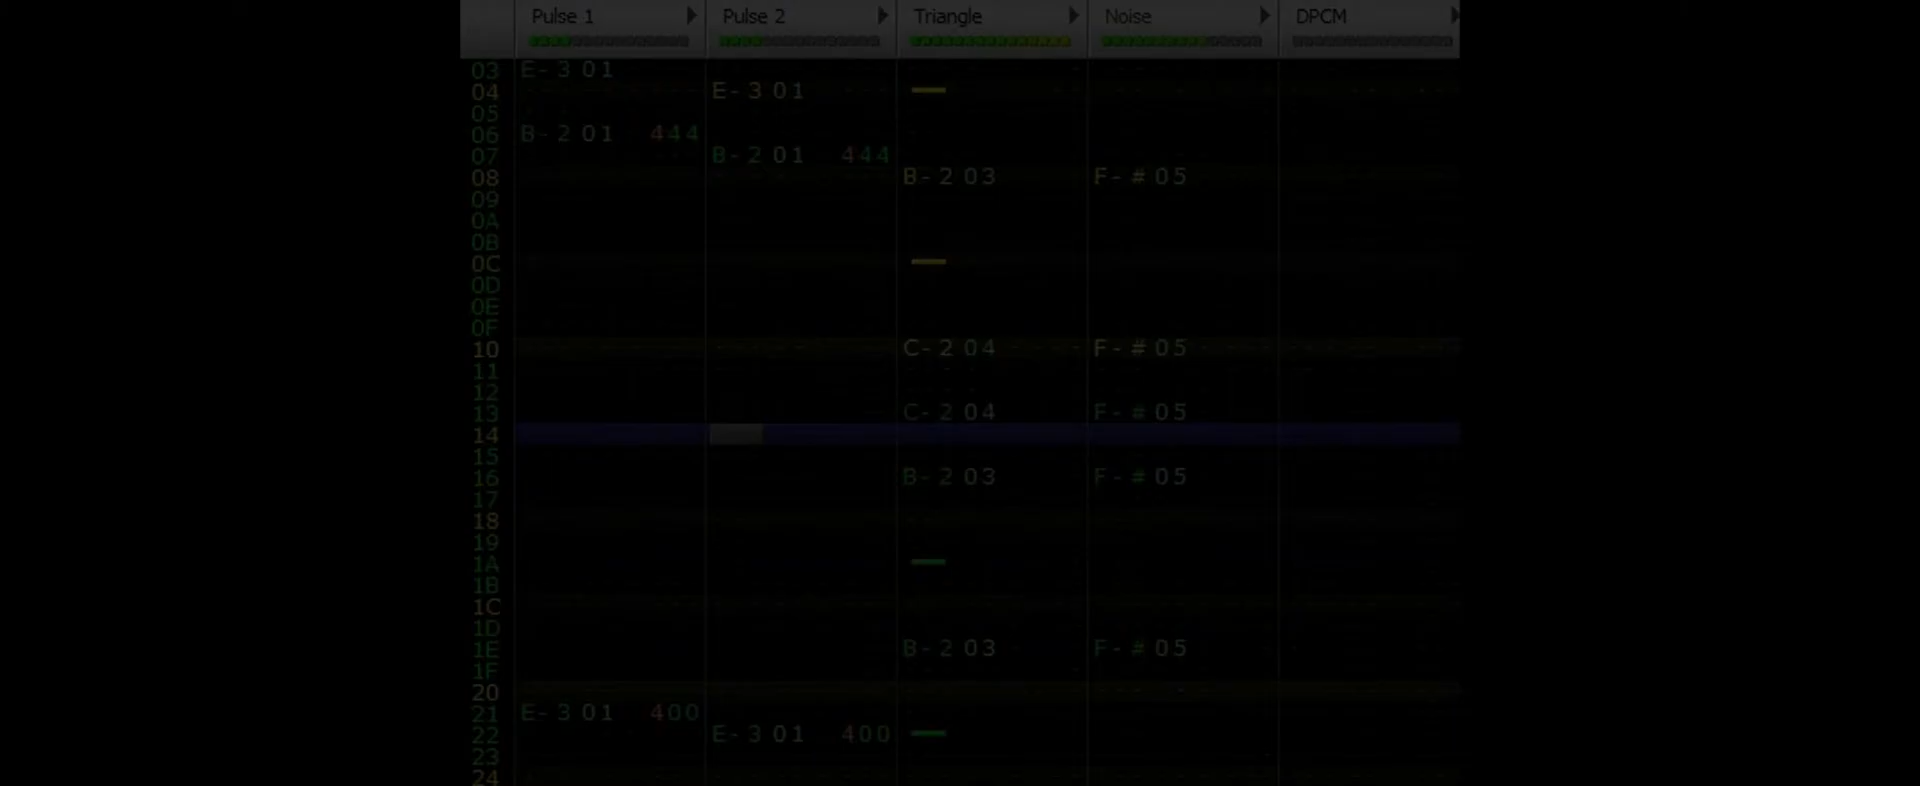 Pulse 1 Pulse 2 Triangle Noise DPCM
03 E-3 01
04 E-3 01
05
06 B-2 01 444
07 B-2 01 444
08 B-2 03 F-# 05
09
0A
0B
0C
0D
0E
0F
10 C-2 04 F-# 05
11
12
13 C-2 04 F-# 05
14
15
16 B-2 03 F-# 05
17
18
19
1A
1B
1C
1D
1E B-2 03 F-# 05
1F
20
21 E-3 01 400
22 E-3 01 400
23
24